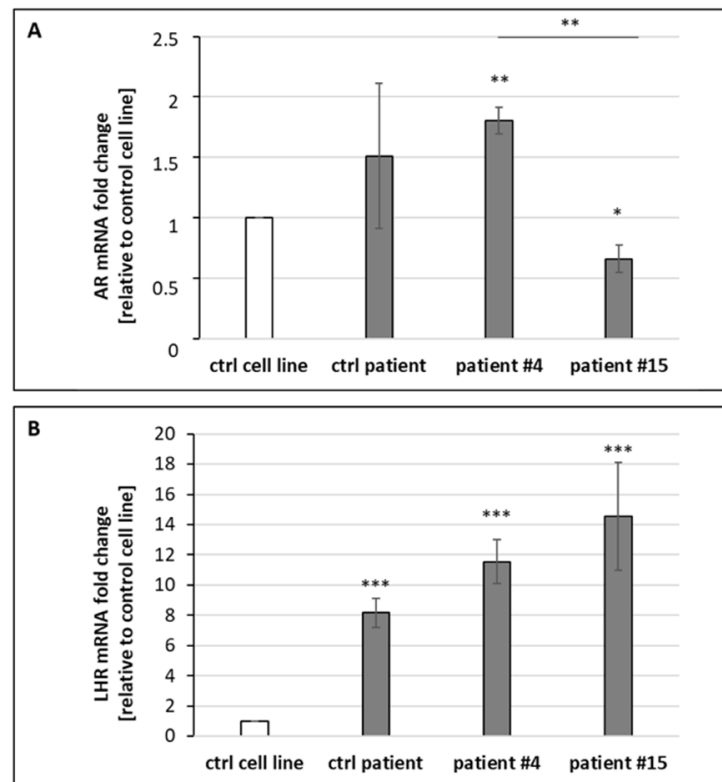 A
AR mRNA fold change
[relative to control cell line]
2.5
2
1.5
1
0.5
0
**
**
*
ctrl cell line
ctrl patient
patient #4
patient #15
B
LHR mRNA fold change
[relative to control cell line]
20
18
16
14
12
10
8
6
4
2
0
***
***
***
ctrl cell line
ctrl patient
patient #4
patient #15